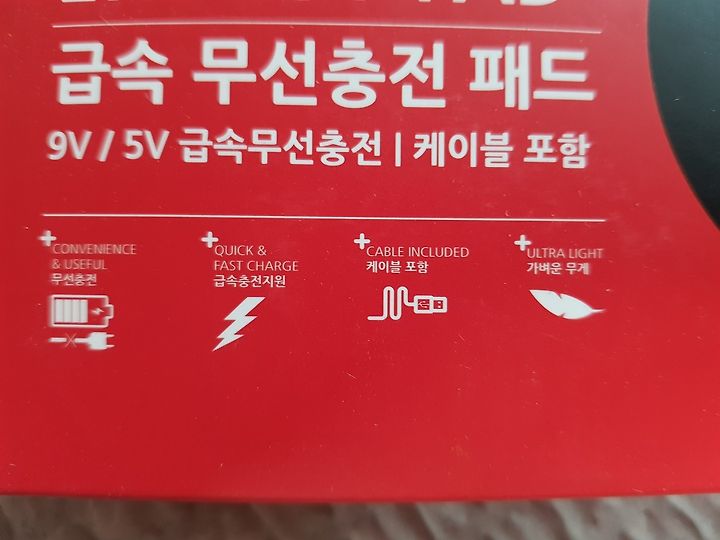 급속 무선충전 패드
9V / 5V 급속무선충전 | 케이블 포함
CONVENIENCE
& USEFUL
무선충전
QUICK &
FAST CHARGE
급속충전지원
CABLE INCLUDED
케이블 포함
ULTRA LIGHT
가벼운 무게